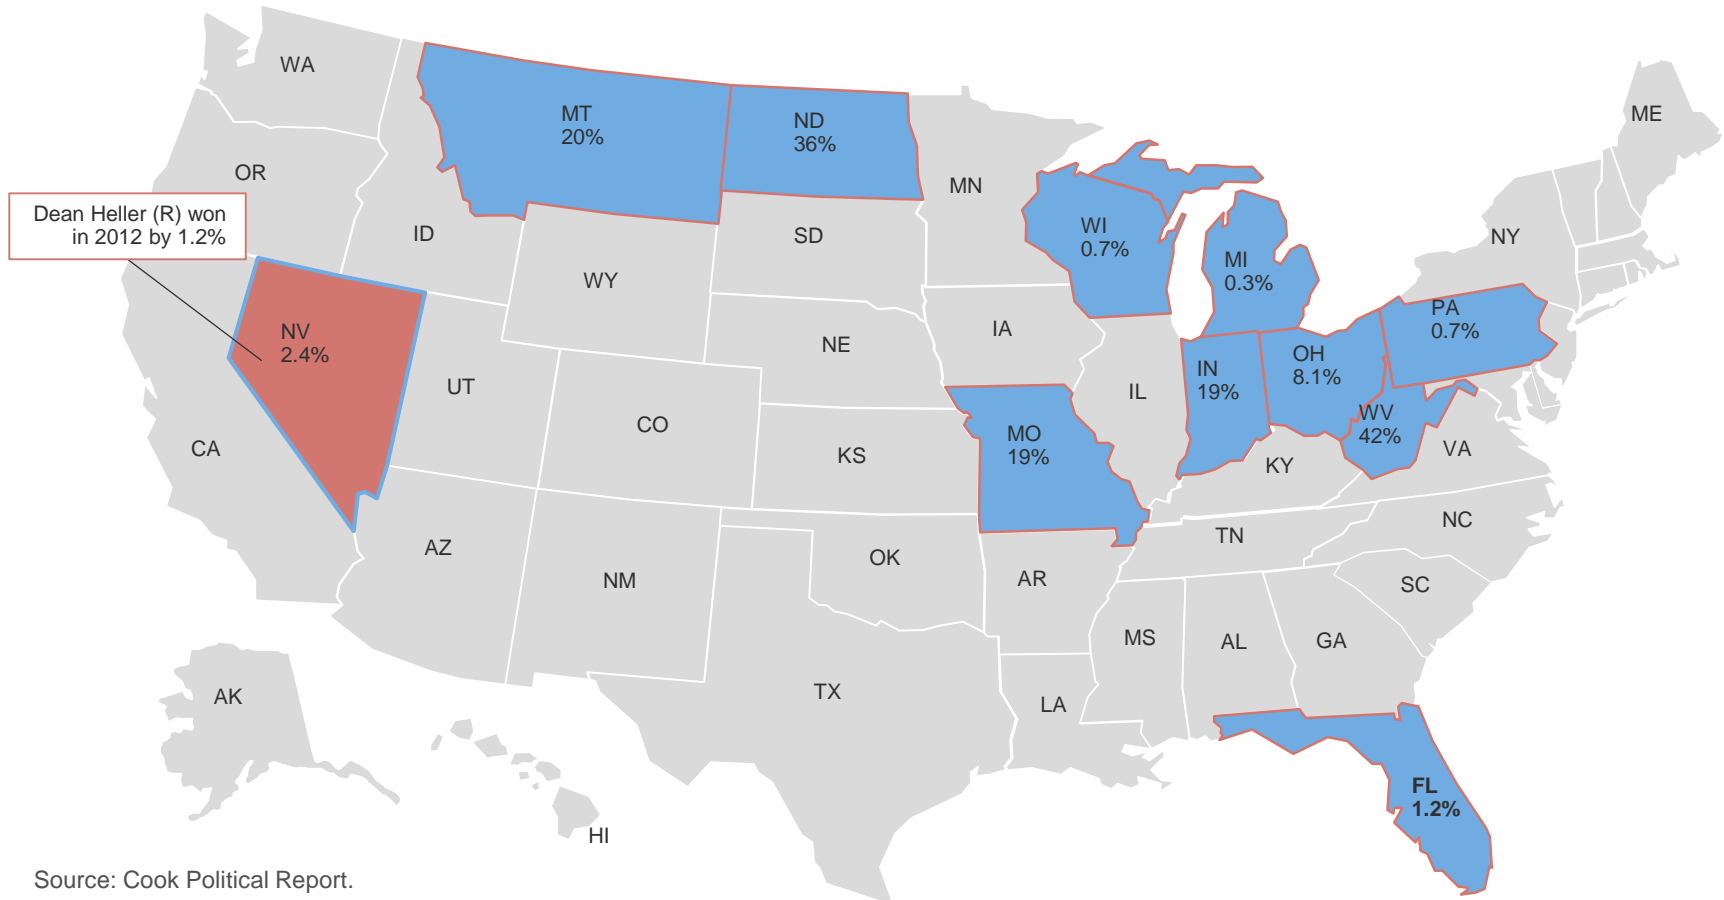 WA
MT
20%
ND
36%
ME
OR
MN
Dean Heller (R) won
in 2012 by 1.2%
ID
SD
WI
0.7%
NY
WY
MI
0.3%
NV
2.4%
IA
PA
0.7%
NE
OH
8.1%
IN
19%
UT
IL
CO
WV
42%
MO
19%
CA
KS
KY
VA
AZ
OK
TN
NC
NM
AR
SC
MS
AL
GA
AK
TX
LA
FL
1.2%
HI
Source: Cook Political Report.